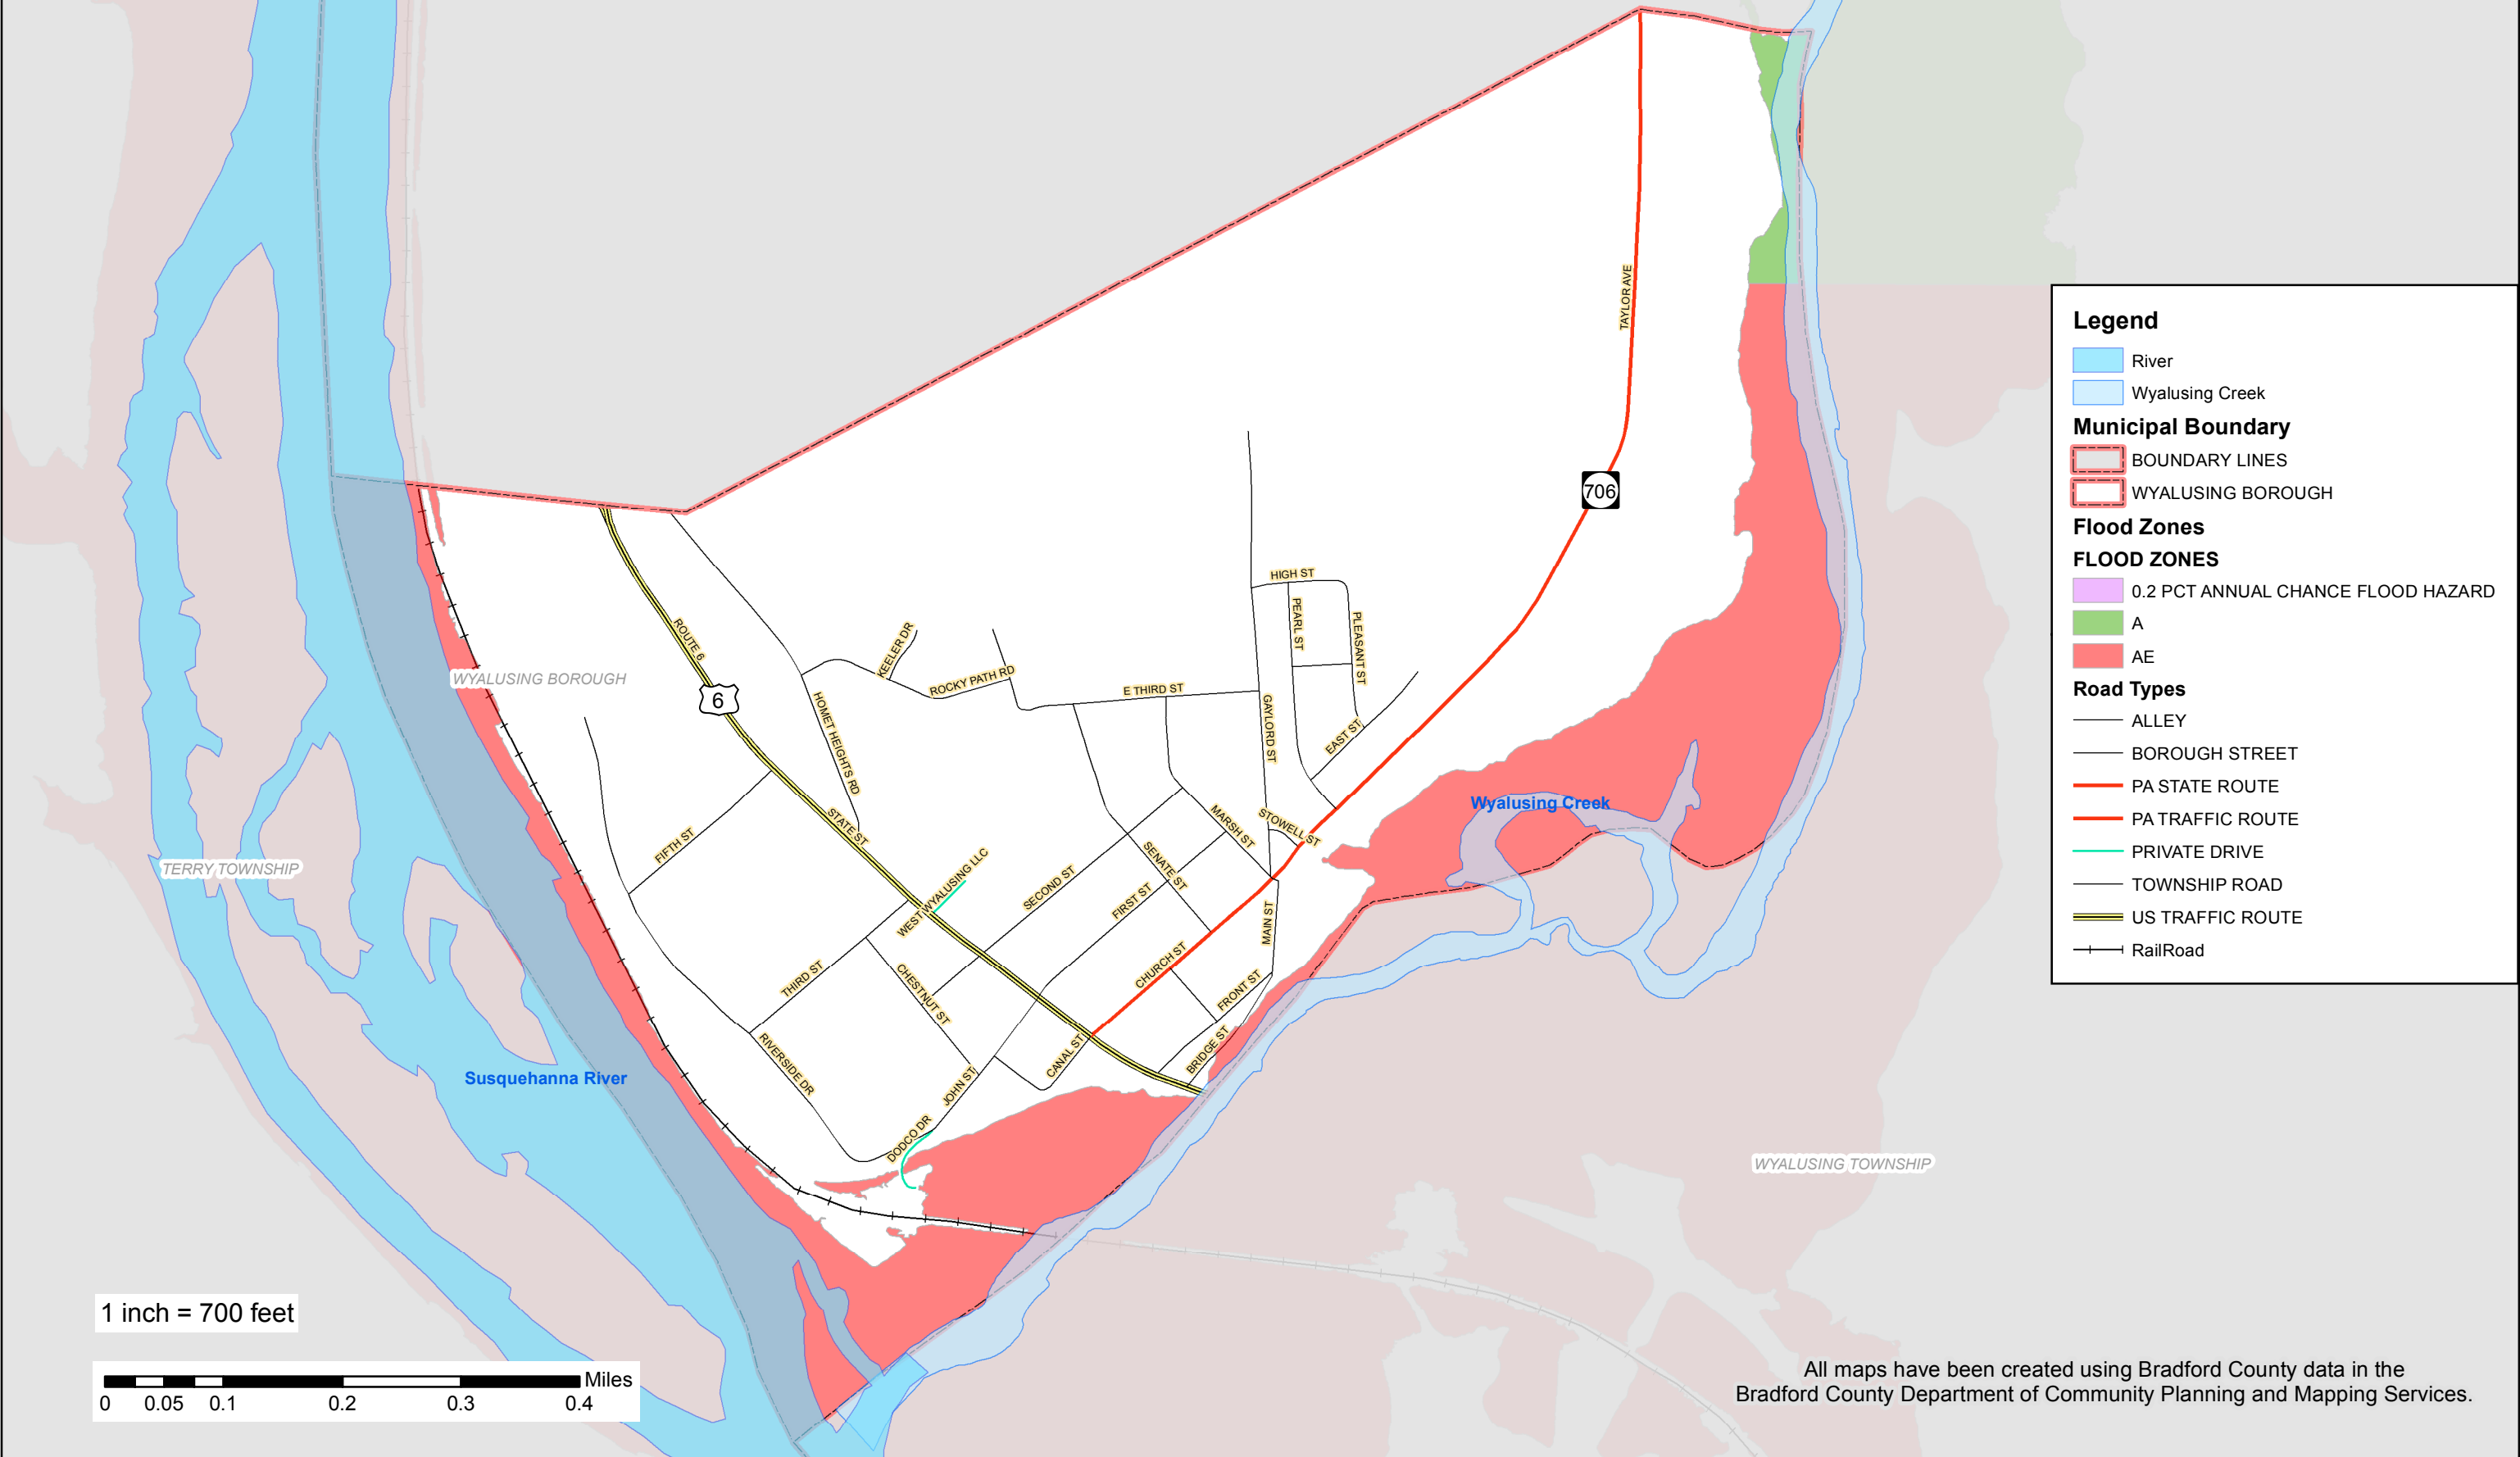 TAYLOR AVE
706
HIGH ST
PEARL ST
PLEASANT ST
KEELER DR
ROUTE 6
ROCKY PATH RD
WYALUSING BOROUGH
E THIRD ST
6
HOMET HEIGHTS RD
GAYLORD ST
EAST ST
Wyalusing Creek
STATE ST
MARSH ST
STOWELL ST
FIFTH ST
TERRY TOWNSHIP
WEST WYALUSING LLC
SENATE ST
SECOND ST
FIRST ST
MAIN ST
THIRD ST
CHESTNUT ST
CHURCH ST
FRONT ST
RIVERSIDE DR
CANAL ST
BRIDGE ST
Susquehanna River
JOHN ST
DODCO DR
WYALUSING TOWNSHIP
Legend
River
Wyalusing Creek
Municipal Boundary
BOUNDARY LINES
WYALUSING BOROUGH
Flood Zones
FLOOD ZONES
0.2 PCT ANNUAL CHANCE FLOOD HAZARD
A
AE
Road Types
ALLEY
BOROUGH STREET
PA STATE ROUTE
PA TRAFFIC ROUTE
PRIVATE DRIVE
TOWNSHIP ROAD
US TRAFFIC ROUTE
RailRoad
1 inch = 700 feet
Miles
0 0.05 0.1 0.2 0.3 0.4
All maps have been created using Bradford County data in the
Bradford County Department of Community Planning and Mapping Services.